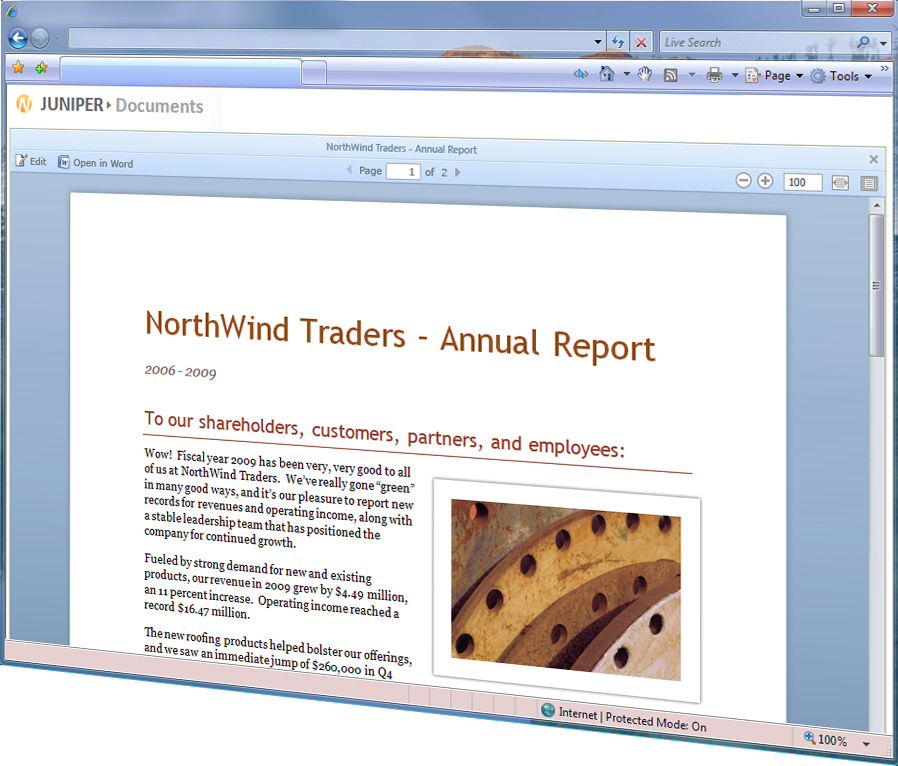 Live Search
Page
Tools
»
JUNIPER Documents
NorthWind Traders - Annual Report
Edit
Open in Word
Page 1 of 2
100
NorthWind Traders - Annual Report
2006-2009
To our shareholders, customers, partners, and employees:
Wow! Fiscal year 2009 has been very, very good to all
of us at NorthWind Traders. We've really gone "green"
in many good ways, and it's our pleasure to report new
records for revenues and operating income, along with
a stable leadership team that has positioned the
company for continued growth.
Fueled by strong demand for new and existing
products, our revenue in 2009 grew by $4.49 million,
an 11 percent increase. Operating income reached a
record $16.47 million.
The new roofing products helped bolster our offerings,
and we saw an immediate jump of $260,000 in Q4
Internet | Protected Mode: On
100%